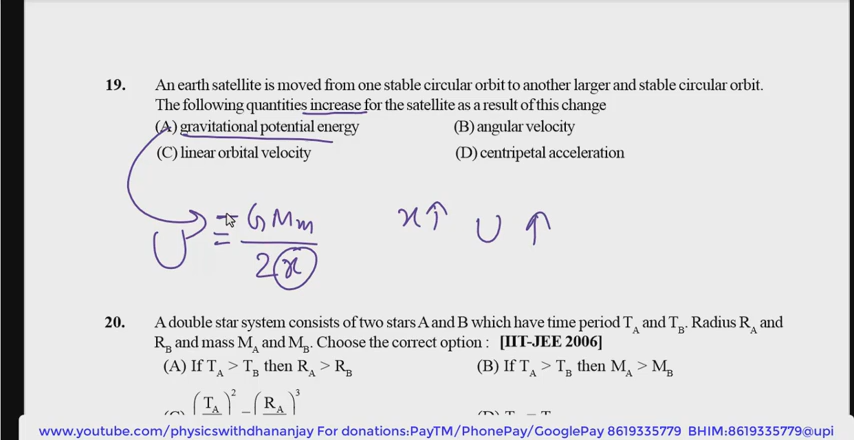 19. An earth satellite is moved from one stable circular orbit to another larger and stable circular orbit.
The following quantities increase for the satellite as a result of this change
(A) gravitational potential energy (B) angular velocity
(C) linear orbital velocity (D) centripetal acceleration
U = - GMm / 2x x↑ U ↑
20. A double star system consists of two stars A and B which have time period T_A and T_B. Radius R_A and
R_B and mass M_A and M_B. Choose the correct option : [IIT-JEE 2006]
(A) If T_A > T_B then R_A > R_B (B) If T_A > T_B then M_A > M_B
(T_A)² (R_A)³
www.youtube.com/physicswithdhananjay For donations:PayTM/PhonePay/GooglePay 8619335779 BHIM:8619335779@upi